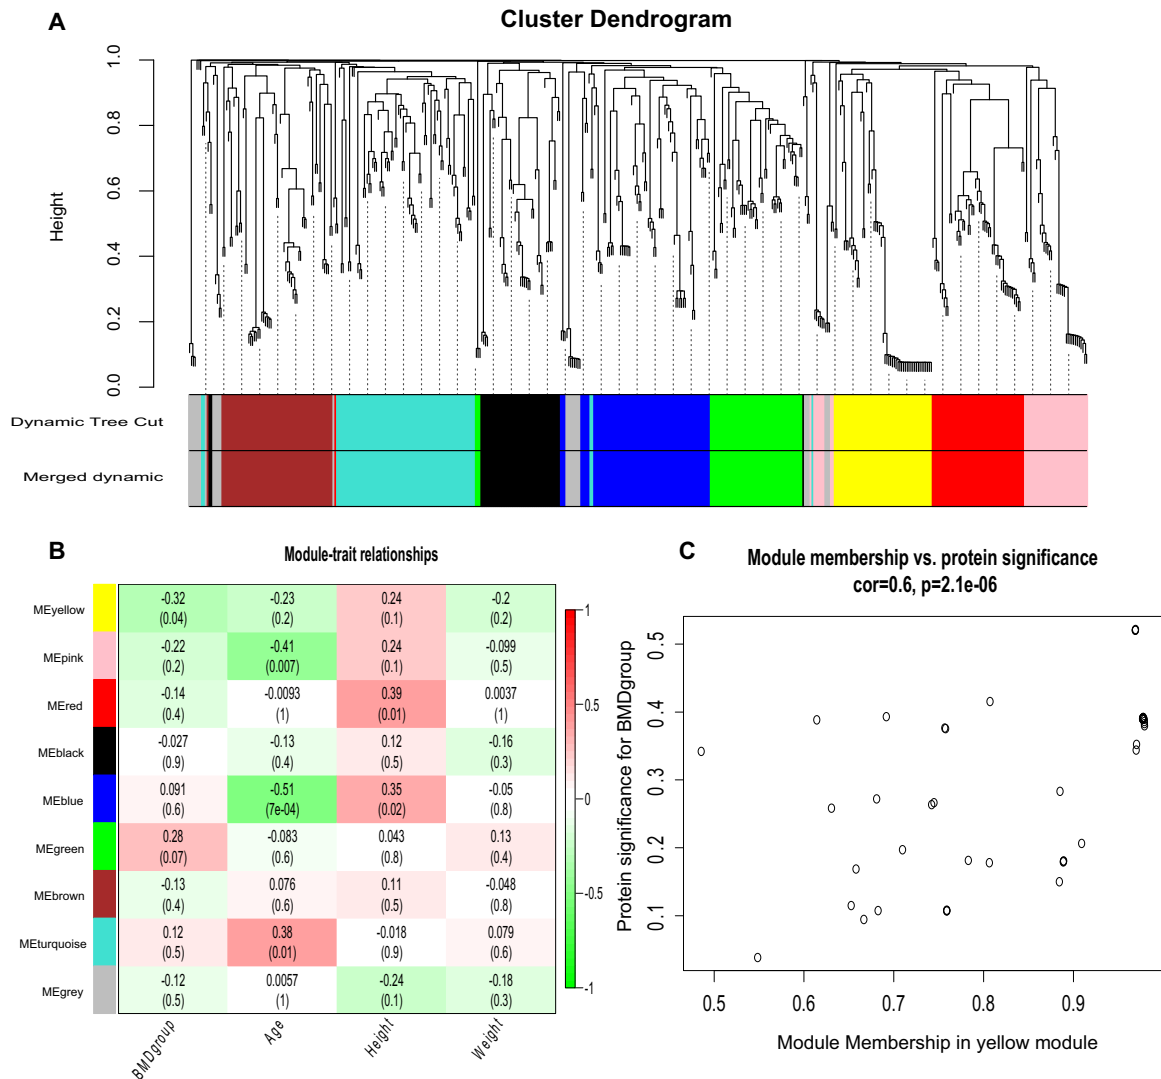 A
Cluster Dendrogram
Height
1.0
0.8
0.6
0.4
0.2
0.0
Dynamic Tree Cut
Merged dynamic
B
Module-trait relationships
MEyellow -0.32 -0.23 0.24 -0.2
(0.04) (0.2) (0.1) (0.2)
MEpink -0.22 -0.41 0.24 -0.099
(0.2) (0.007) (0.1) (0.5)
MEred -0.14 -0.0093 0.39 0.0037
(0.4) (1) (0.01) (1)
MEblack -0.027 -0.13 0.12 -0.16
(0.9) (0.4) (0.5) (0.3)
MEblue 0.091 -0.51 0.35 -0.05
(0.6) (7e-04) (0.02) (0.8)
MEgreen 0.28 -0.083 0.043 0.13
(0.07) (0.6) (0.8) (0.4)
MEbrown -0.13 0.076 0.11 -0.048
(0.4) (0.6) (0.5) (0.8)
MEturquoise 0.12 0.38 -0.018 0.079
(0.5) (0.01) (0.9) (0.6)
MEgrey -0.12 0.0057 -0.24 -0.18
(0.5) (1) (0.1) (0.3)
BMDgroup Age Height Weight
1
0.5
0
-0.5
-1
C
Module membership vs. protein significance
cor=0.6, p=2.1e-06
Protein significance for BMDgroup
0.5
0.4
0.3
0.2
0.1
0.5 0.6 0.7 0.8 0.9
Module Membership in yellow module